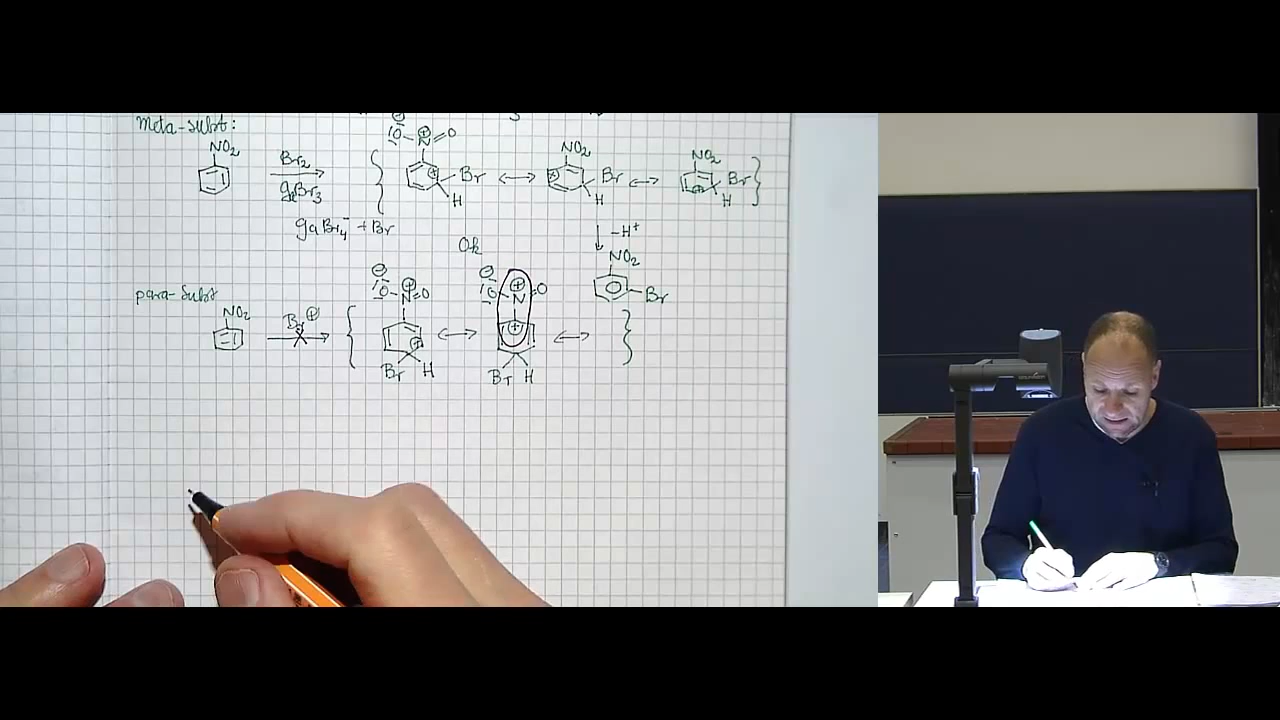 Meta-Subst:
NO₂ Br₂ / GaBr₃ { ⊖ |O̅–N⊕=O ⊕ Br H ↔ NO₂ ⊕ Br H ↔ NO₂ ⊕ Br H }
GaBr₄⁻ + Br
–H⁺
Ok
NO₂
Br
para-Subst
NO₂ Br⊕ { ⊖ |O̅–N⊕=O ⊕ Br H ↔ ⊖ |O̅–N⊕=O ⊕ Br H ↔ }